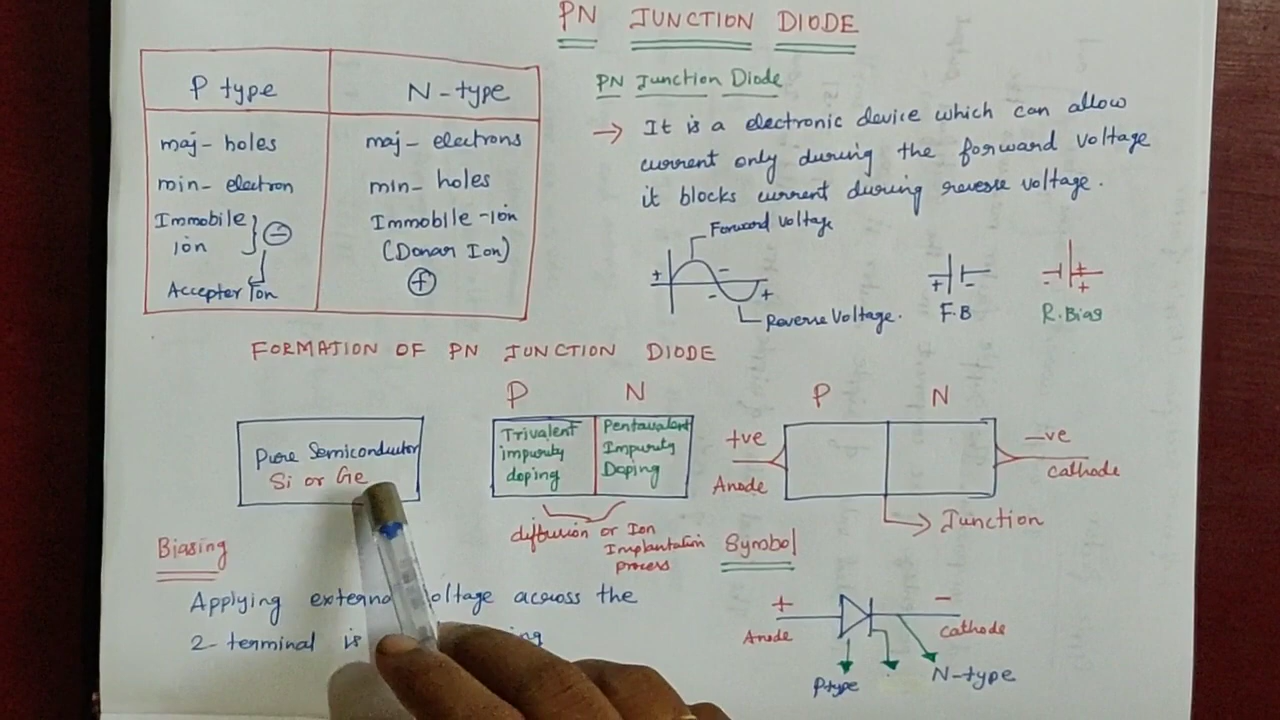 PN JUNCTION DIODE
P type
N-type
maj- holes
maj- electrons
min- electron
min- holes
Immobile
ion
Immobile-ion
(Donar Ion)
Accepter Ion
PN Junction Diode
→ It is a electronic device which can allow
current only during the forward voltage
it blocks current during reverse voltage.
Forward voltage
Reverse Voltage.
F.B
R.Bias
FORMATION OF PN JUNCTION DIODE
Pure Semiconductor
Si or Ge
P N
Trivalent
impurity
doping
Pentavalent
Impurity
Doping
diffusion or Ion
Implantation
process
P N
+ve
Anode
-ve
Cathode
Junction
Biasing
Applying externa oltage across the
2-terminal is ing
Symbol
+
Anode
-
Cathode
P-type
N-type